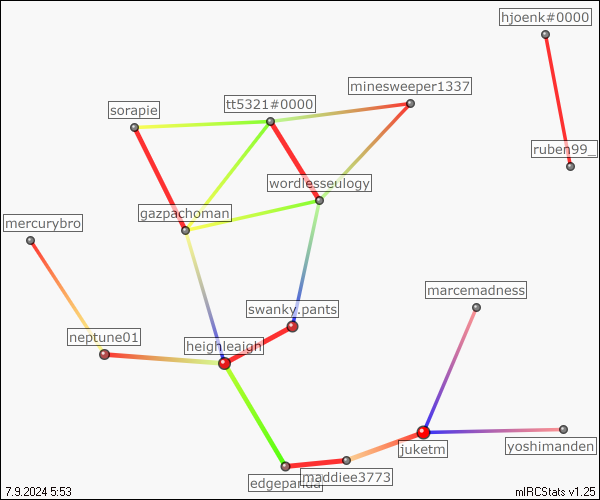 hjoenk#0000
minesweeper1337
tt5321#0000
sorapie
ruben99_
wordlesseulogy
gazpachoman
mercurybro
marcemadness
swanky.pants
neptune01
heighleaigh
juketm
yoshimanden
maddiee3773
edgepanda
7.9.2024 5:53
mIRCStats v1.25